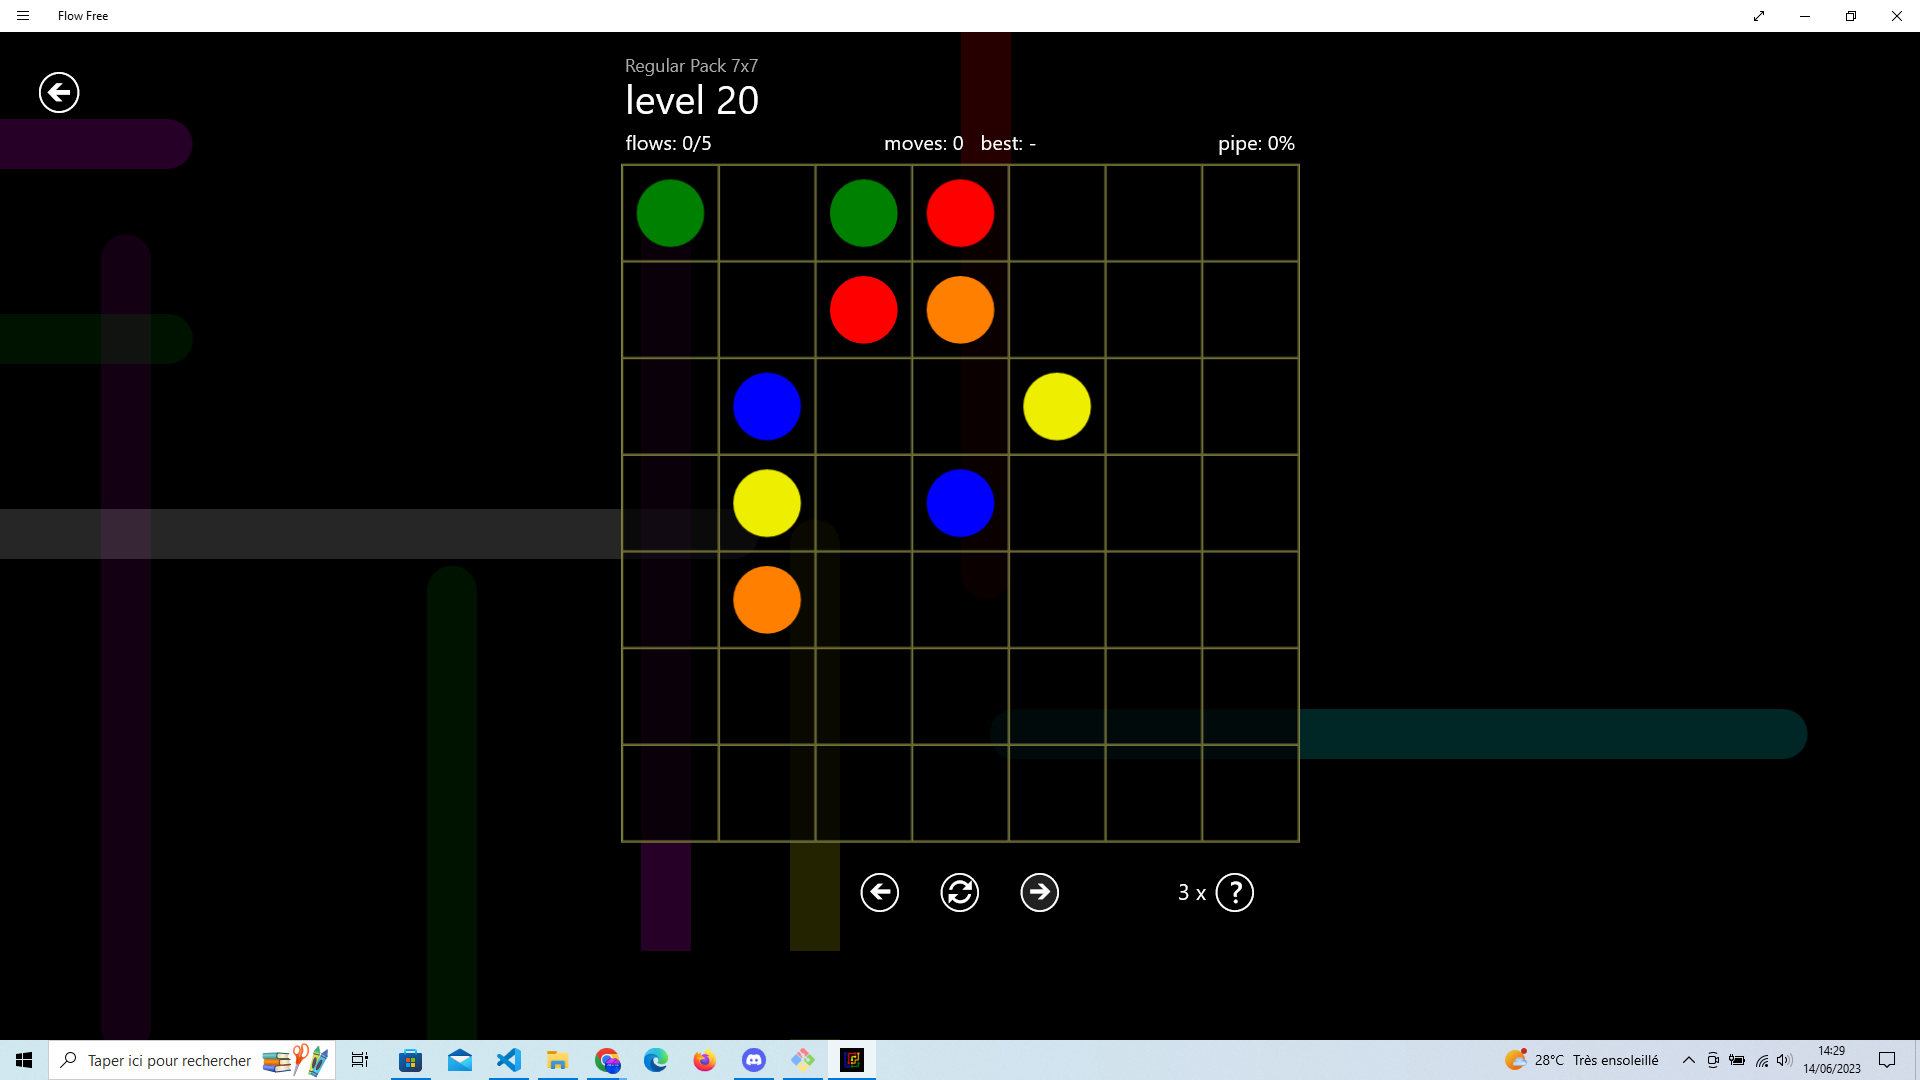 Flow Free
Regular Pack 7x7
level 20
flows: 0/5 moves: 0 best: - pipe: 0%
3 x ?
Taper ici pour rechercher
28°C Très ensoleillé
14:29
14/06/2023